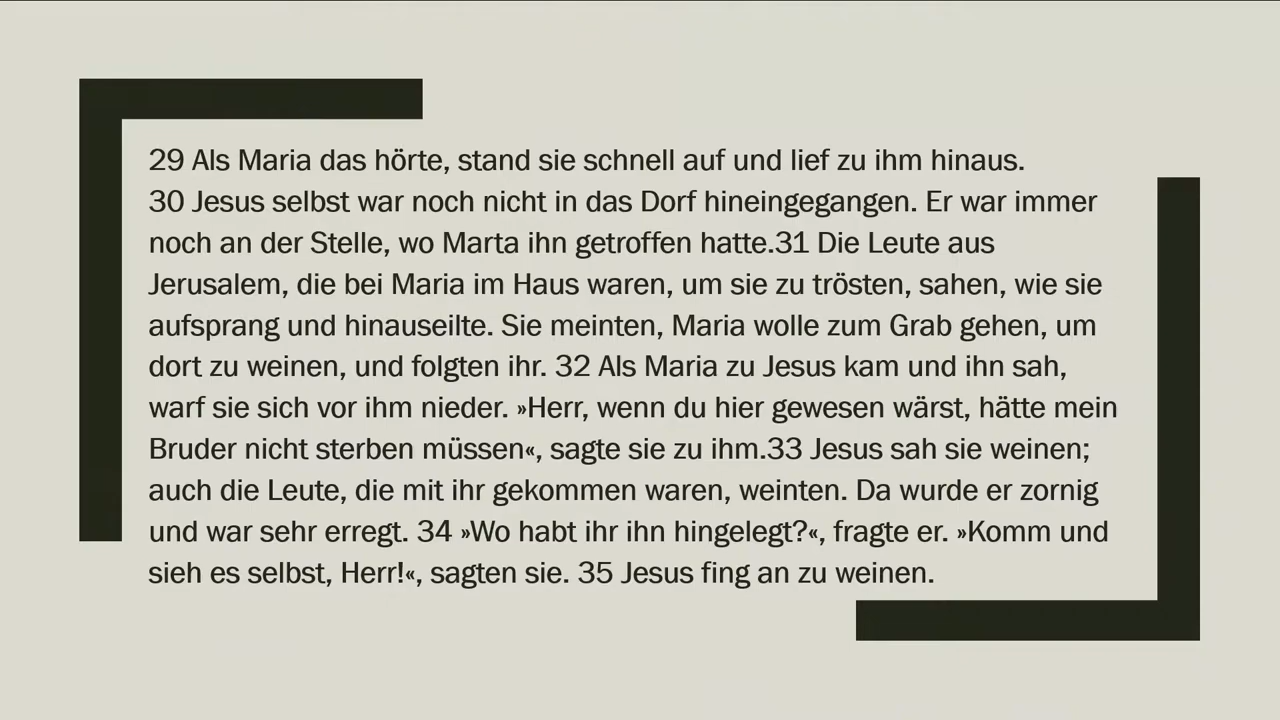 29 Als Maria das hörte, stand sie schnell auf und lief zu ihm hinaus.
30 Jesus selbst war noch nicht in das Dorf hineingegangen. Er war immer
noch an der Stelle, wo Marta ihn getroffen hatte.31 Die Leute aus
Jerusalem, die bei Maria im Haus waren, um sie zu trösten, sahen, wie sie
aufsprang und hinauseilte. Sie meinten, Maria wolle zum Grab gehen, um
dort zu weinen, und folgten ihr. 32 Als Maria zu Jesus kam und ihn sah,
warf sie sich vor ihm nieder. »Herr, wenn du hier gewesen wärst, hätte mein
Bruder nicht sterben müssen«, sagte sie zu ihm.33 Jesus sah sie weinen;
auch die Leute, die mit ihr gekommen waren, weinten. Da wurde er zornig
und war sehr erregt. 34 »Wo habt ihr ihn hingelegt?«, fragte er. »Komm und
sieh es selbst, Herr!«, sagten sie. 35 Jesus fing an zu weinen.